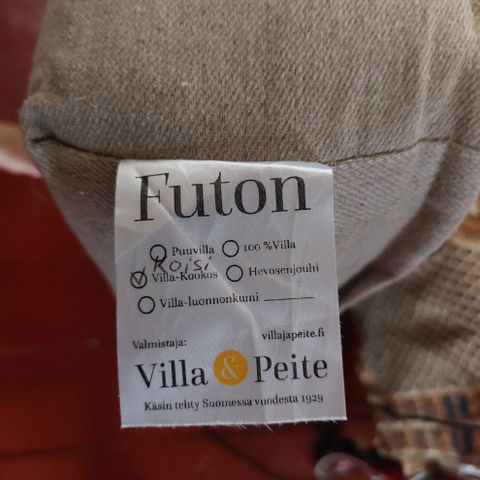 Futon
Puuvilla 100 %Villa
Koisi
Villa-Kookos Hevosenjouhi
Villa-luonnonkumi
Valmistaja: villajapeite.fi
Villa & Peite
Käsin tehty Suomessa vuodesta 1929